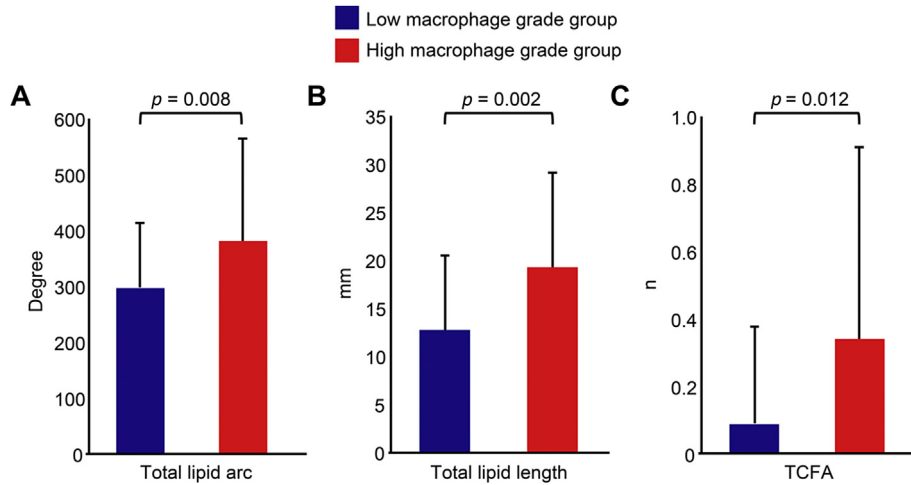 Low macrophage grade group
High macrophage grade group
A
p = 0.008
600
500
400
300
200
100
0
Degree
Total lipid arc
B
p = 0.002
35
30
25
20
15
10
5
0
mm
Total lipid length
C
p = 0.012
1.0
0.8
0.6
0.4
0.2
0.0
n
TCFA